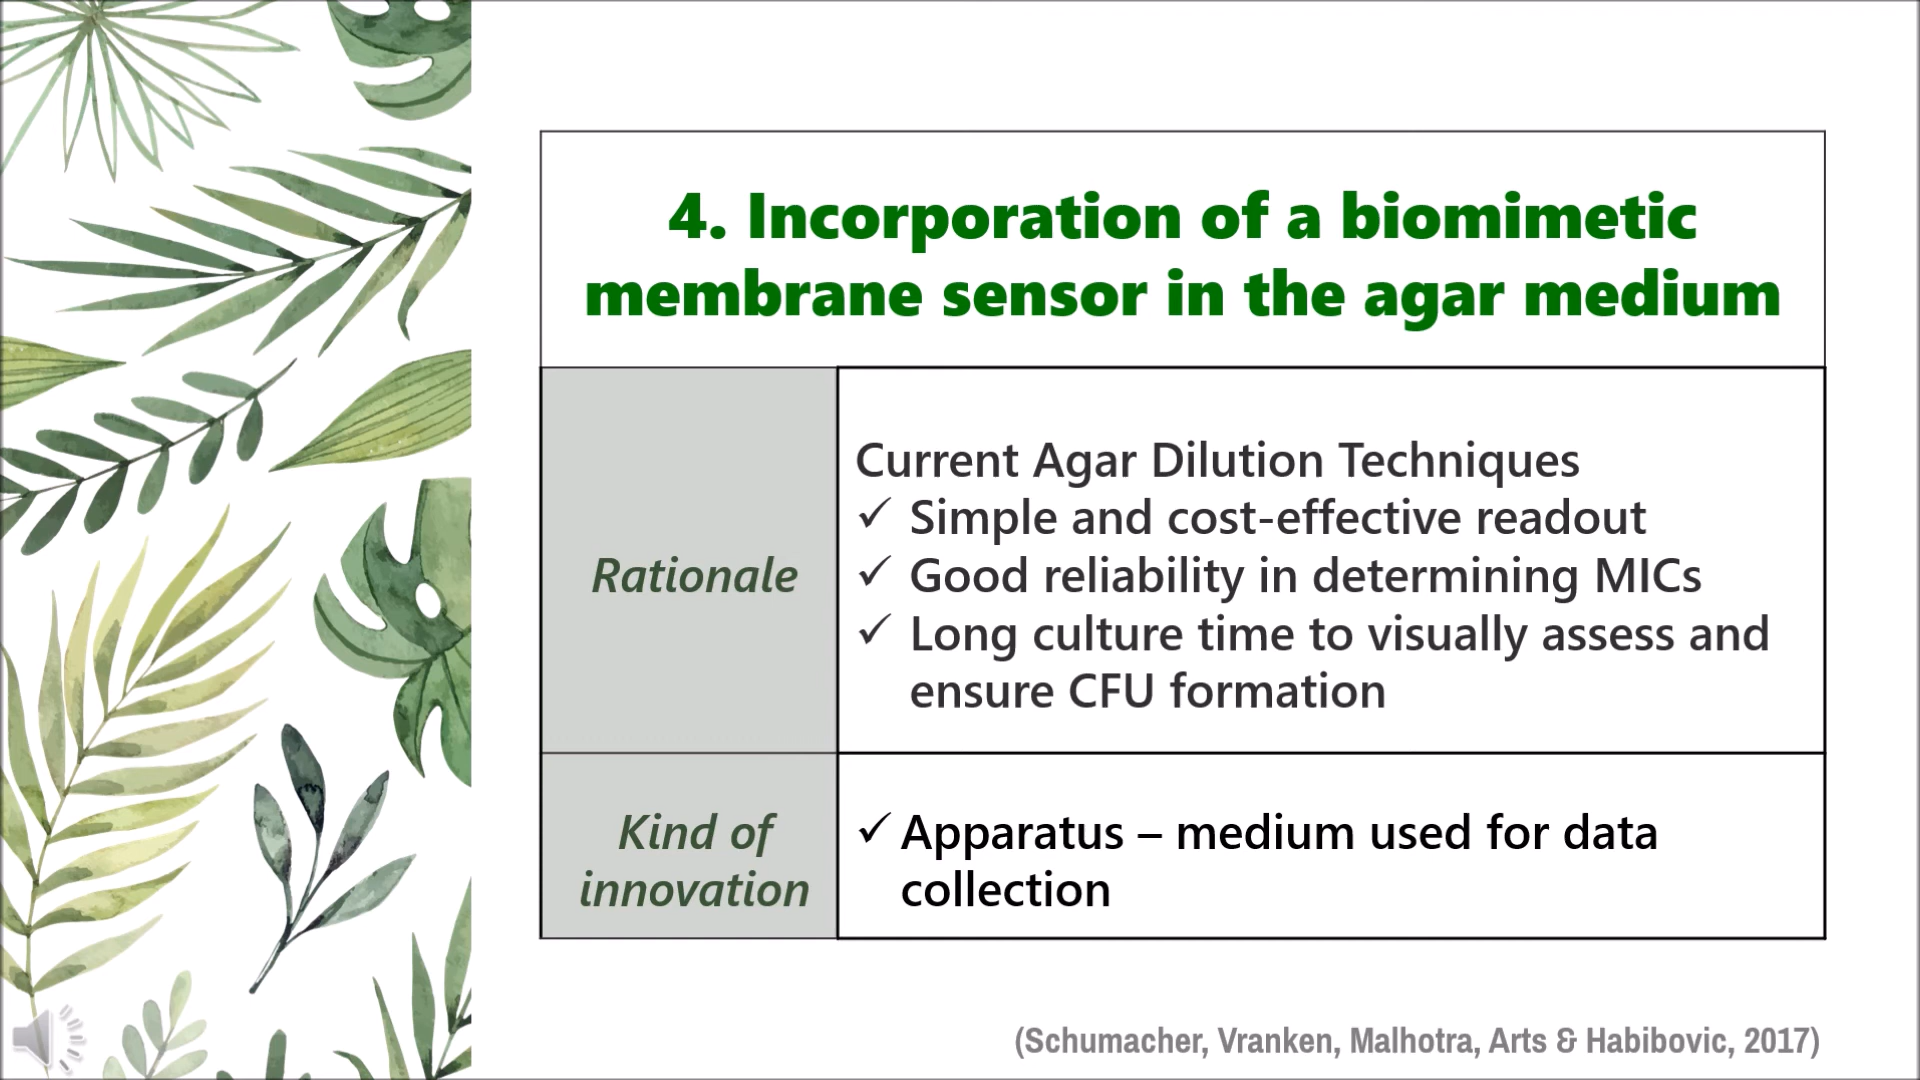 4. Incorporation of a biomimetic
membrane sensor in the agar medium
Rationale
Current Agar Dilution Techniques
✓ Simple and cost-effective readout
✓ Good reliability in determining MICs
✓ Long culture time to visually assess and
ensure CFU formation
Kind of
innovation
✓ Apparatus – medium used for data
collection
(Schumacher, Vranken, Malhotra, Arts & Habibovic, 2017)